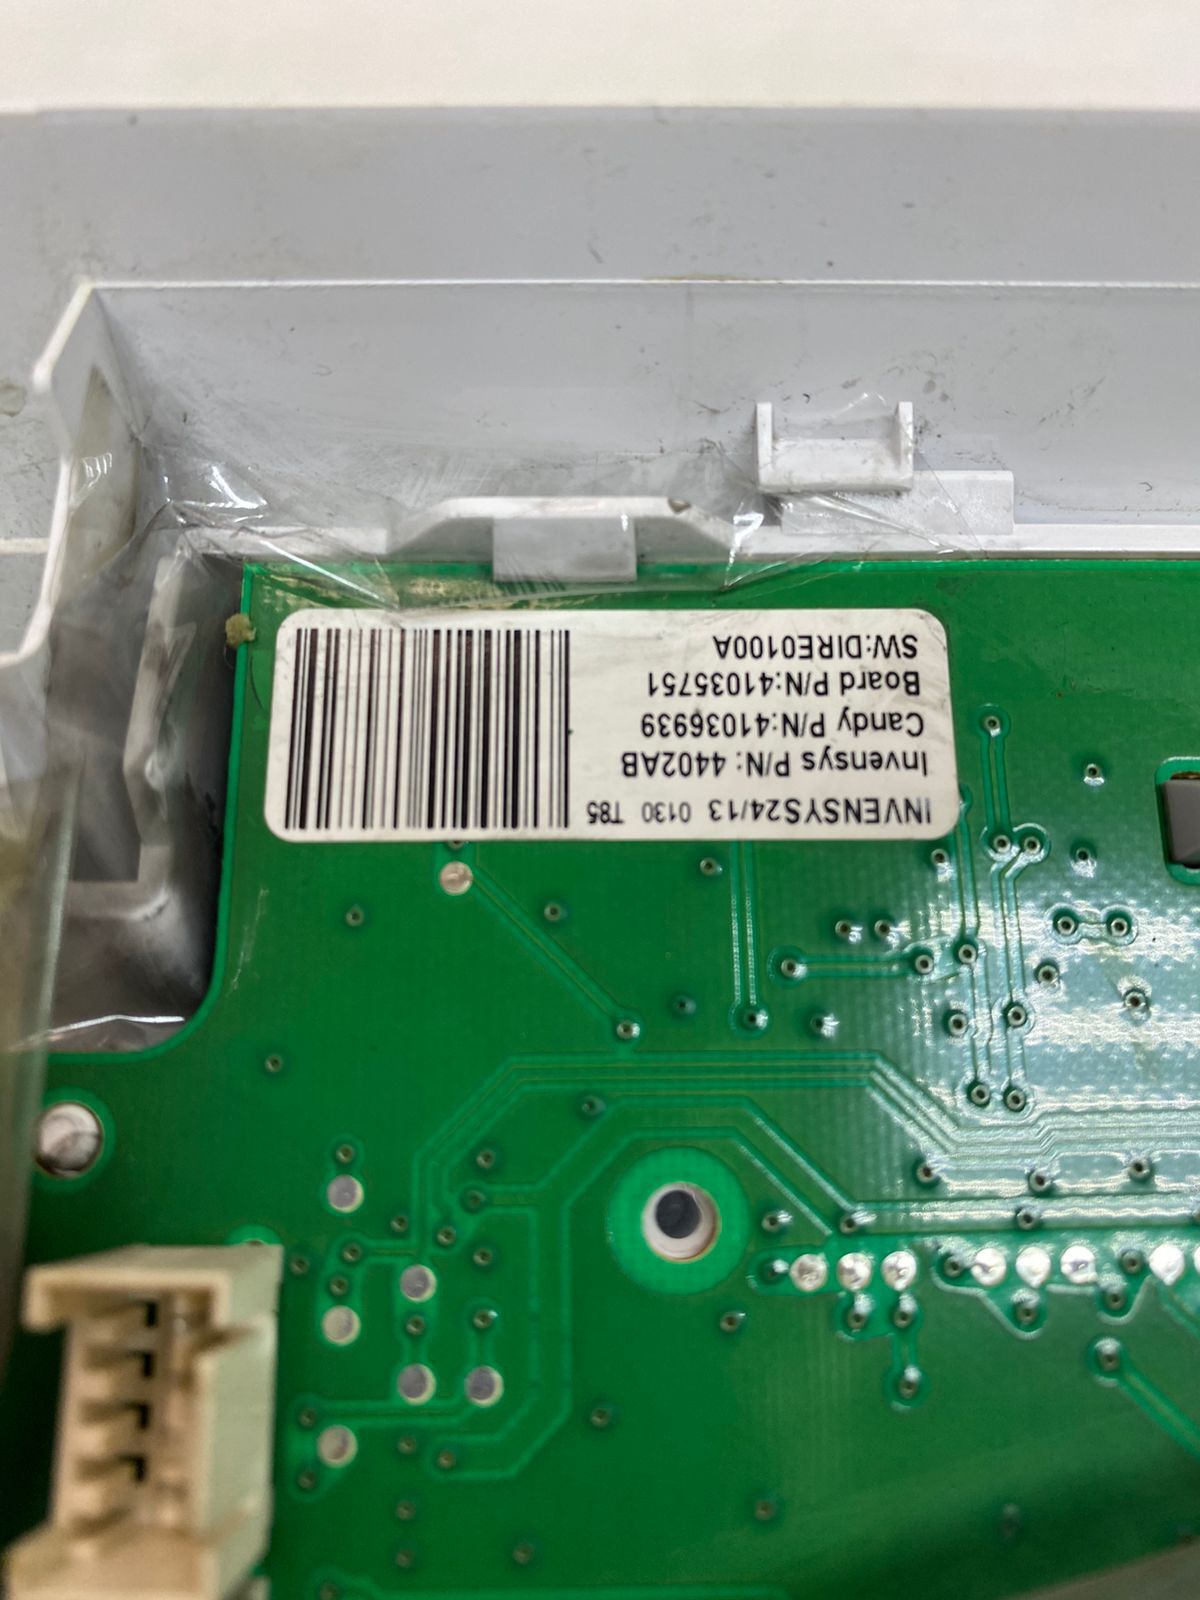 INVENSYS24/13 0130 T85
Invensys P/N: 4402AB
Candy P/N:41036939
Board P/N:41035751
SW:DIRE0100A